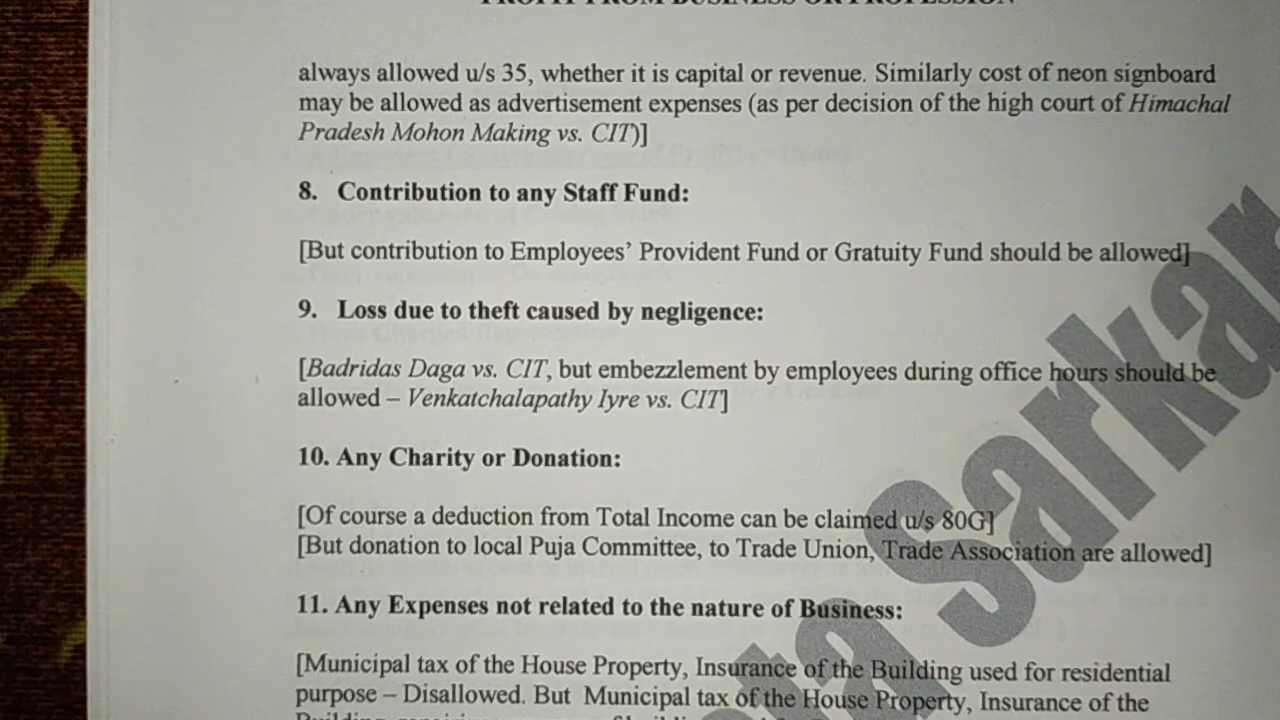 PROFIT FROM BUSINESS OR PROFESSION
always allowed u/s 35, whether it is capital or revenue. Similarly cost of neon signboard
may be allowed as advertisement expenses (as per decision of the high court of Himachal
Pradesh Mohon Making vs. CIT)]
8. Contribution to any Staff Fund:
[But contribution to Employees’ Provident Fund or Gratuity Fund should be allowed]
9. Loss due to theft caused by negligence:
[Badridas Daga vs. CIT, but embezzlement by employees during office hours should be
allowed – Venkatchalapathy Iyre vs. CIT]
10. Any Charity or Donation:
[Of course a deduction from Total Income can be claimed u/s 80G]
[But donation to local Puja Committee, to Trade Union, Trade Association are allowed]
11. Any Expenses not related to the nature of Business:
[Municipal tax of the House Property, Insurance of the Building used for residential
purpose – Disallowed. But Municipal tax of the House Property, Insurance of the
Sarkar